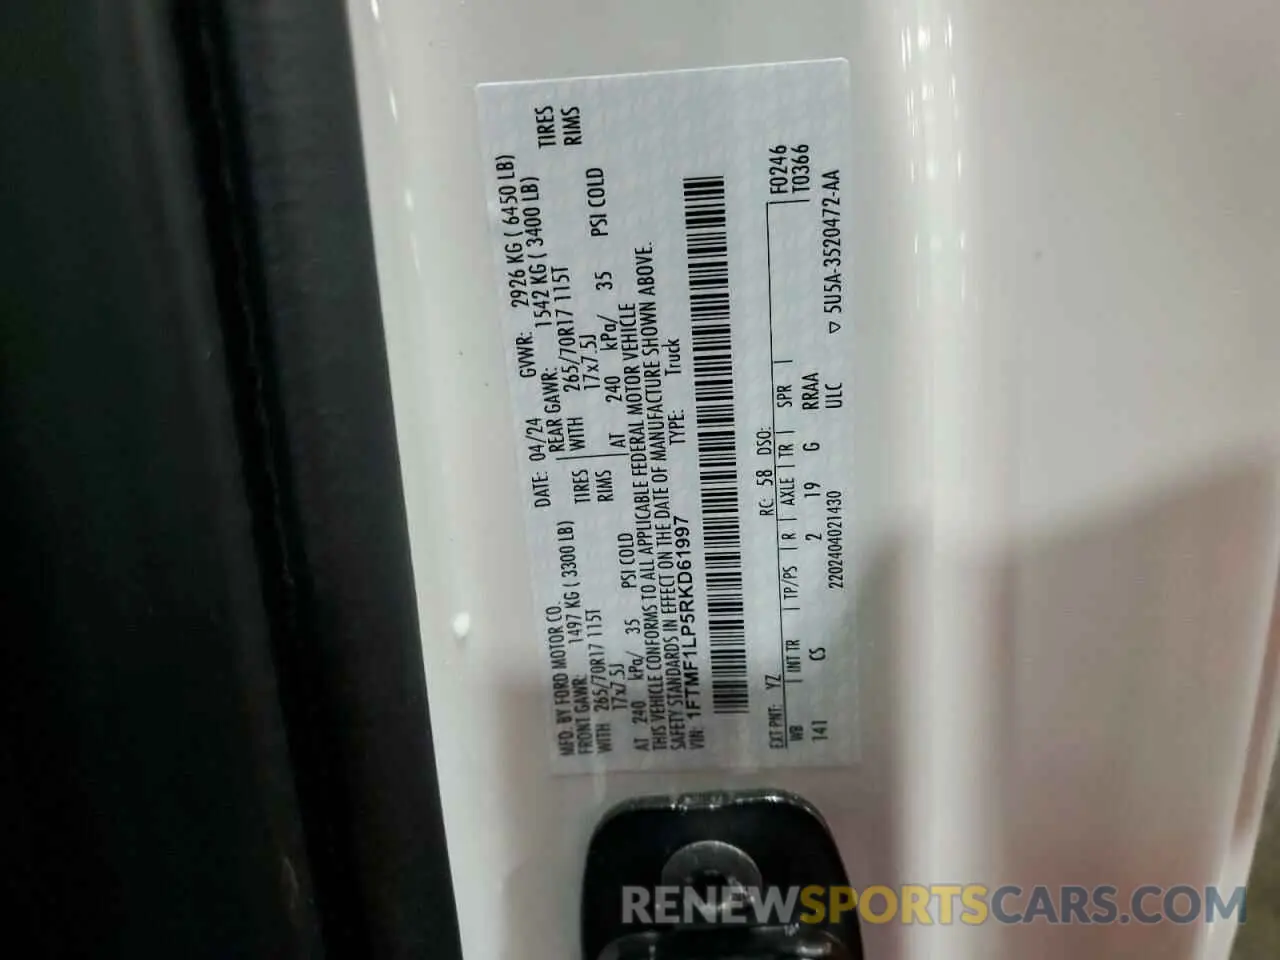 MFD. BY FORD MOTOR CO.
DATE: 04/24 GVWR: 2926 KG ( 6450 LB)
FRONT GAWR: 1497 KG ( 3300 LB)
REAR GAWR: 1542 KG ( 3400 LB)
WITH 265/70R17 115T TIRES
WITH 265/70R17 115T TIRES
17x7.5J RIMS
17x7.5J RIMS
AT 240 kPa/ 35 PSI COLD
AT 240 kPa/ 35 PSI COLD
THIS VEHICLE CONFORMS TO ALL APPLICABLE FEDERAL MOTOR VEHICLE
SAFETY STANDARDS IN EFFECT ON THE DATE OF MANUFACTURE SHOWN ABOVE.
VIN: 1FTMF1LP5RKD61997 TYPE: Truck
EXT PNT: YZ RC: 58 DSO: F0246
WB INT TR TP/PS R AXLE TR SPR T0366
141 CS 2 19 G RRAA
220240402​1430 ULC ▽ 5U5A-3520472-AA
RENEWSPORTSCARS.COM